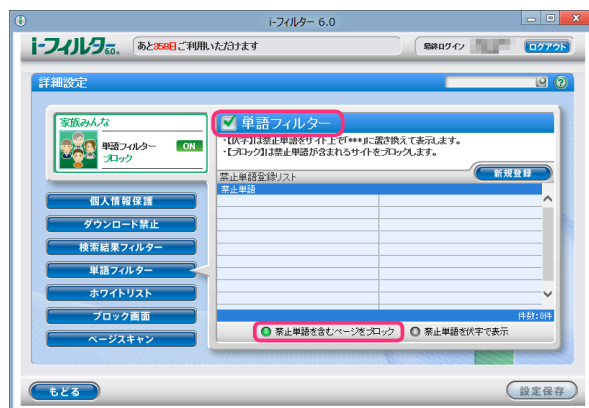 i-フィルター 6.0
i-フィルター 6.0.
あと358日ご利用いただけます
最終ログイン
ログアウト
詳細設定
家族みんな
単語フィルター ON
ブロック
個人情報保護
ダウンロード禁止
検索結果フィルター
単語フィルター
ホワイトリスト
ブロック画面
ページスキャン
単語フィルター
・[伏字]は禁止単語をサイト上で「***」に置き換えて表示します。
・[ブロック]は禁止単語が含まれるサイトをブロックします。
禁止単語登録リスト
新規登録
禁止単語
件数:0件
禁止単語を含むページをブロック
禁止単語を伏字で表示
もどる
設定保存